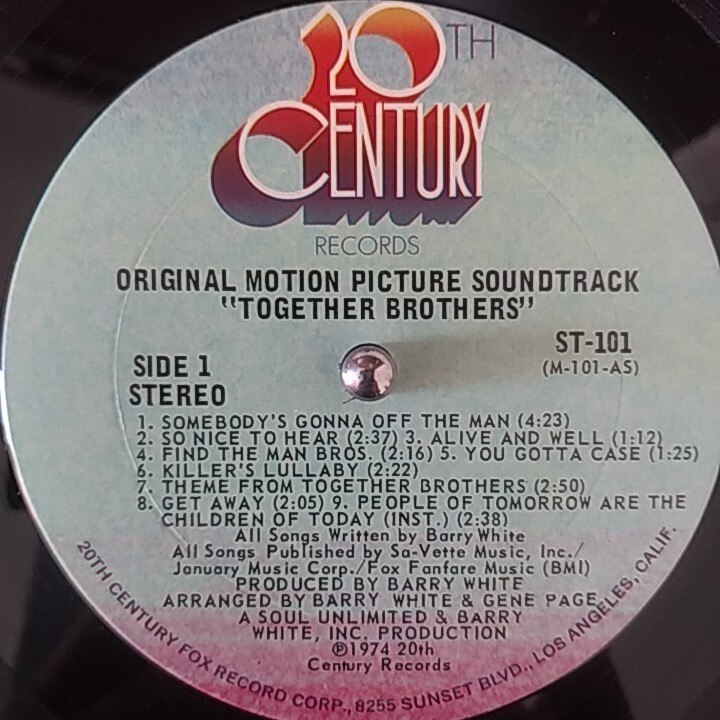 20TH
CENTURY
RECORDS
ORIGINAL MOTION PICTURE SOUNDTRACK
"TOGETHER BROTHERS"
SIDE 1
STEREO
ST-101
(M-101-AS)
1. SOMEBODY'S GONNA OFF THE MAN (4:23)
2. SO NICE TO HEAR (2:37) 3. ALIVE AND WELL (1:12)
4. FIND THE MAN BROS. (2:16) 5. YOU GOTTA CASE (1:25)
6. KILLER'S LULLABY (2:22)
7. THEME FROM TOGETHER BROTHERS (2:50)
8. GET AWAY (2:05) 9. PEOPLE OF TOMORROW ARE THE
CHILDREN OF TODAY (INST.) (2:38)
All Songs Written by Barry White
All Songs Published by Sa-Vette Music, Inc./
January Music Corp./Fox Fanfare Music (BMI)
PRODUCED BY BARRY WHITE
ARRANGED BY BARRY WHITE & GENE PAGE
A SOUL UNLIMITED & BARRY
WHITE, INC. PRODUCTION
℗1974 20th
Century Records
20TH CENTURY FOX RECORD CORP., 8255 SUNSET BLVD., LOS ANGELES, CALIF.